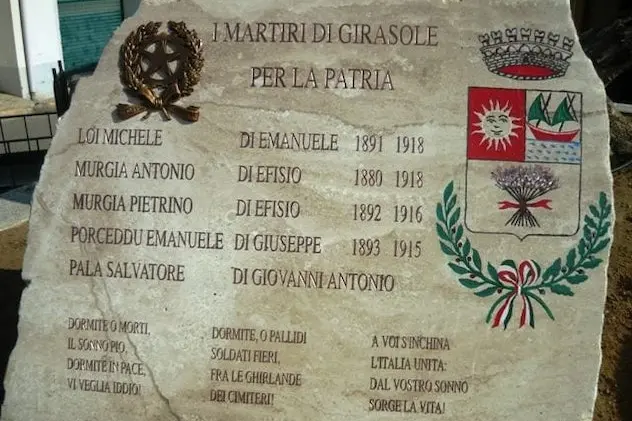 I MARTIRI DI GIRASOLE
PER LA PATRIA
LOI MICHELE DI EMANUELE 1891 1918
MURGIA ANTONIO DI EFISIO 1880 1918
MURGIA PIETRINO DI EFISIO 1892 1916
PORCEDDU EMANUELE DI GIUSEPPE 1893 1915
PALA SALVATORE DI GIOVANNI ANTONIO
DORMITE O MORTI,
IL SONNO PIO,
DORMITE IN PACE,
VI VEGLIA IDDIO!
DORMITE, O PALLIDI
SOLDATI FIERI,
FRA LE GHIRLANDE
DEI CIMITERI!
A VOI S'INCHINA
L'ITALIA UNITA:
DAL VOSTRO SONNO
SORGE LA VITA!